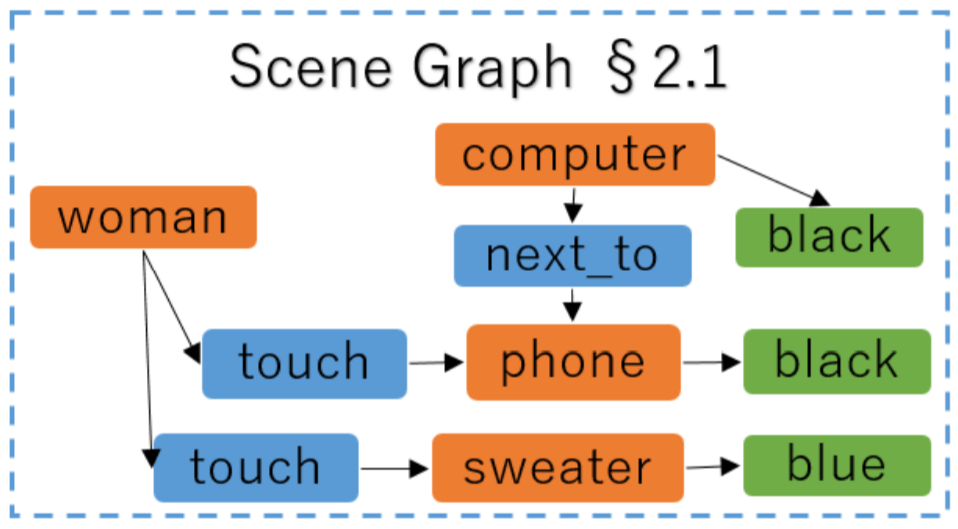 Scene Graph § 2.1
computer
woman
black
next_to
touch
phone
black
touch
sweater
blue